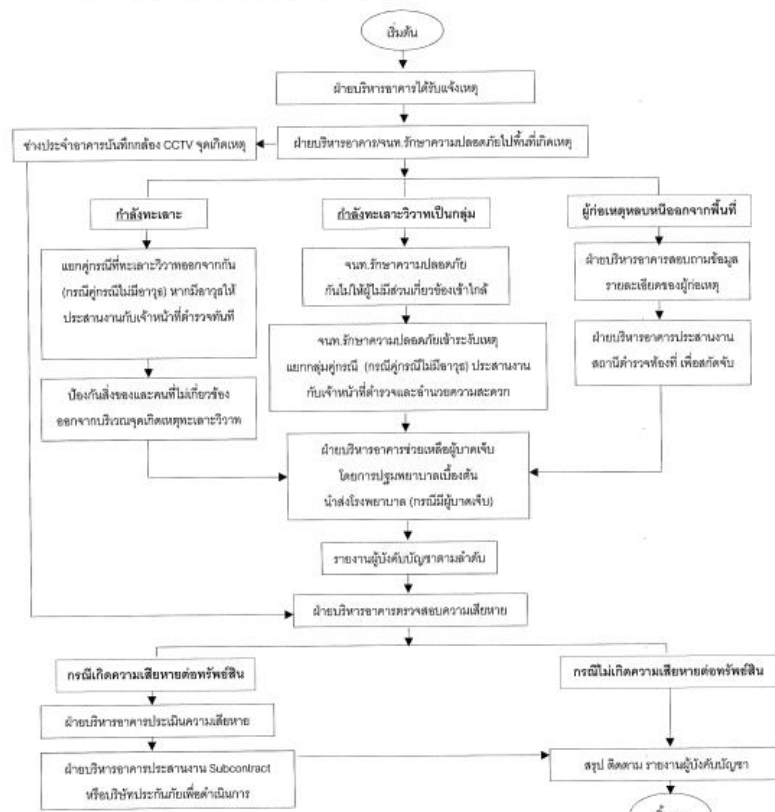 เริ่มต้น
ฝ่ายบริหารอาคารได้รับแจ้งเหตุ
ช่างประจำอาคารบันทึกกล้อง CCTV จุดเกิดเหตุ
ฝ่ายบริหารอาคาร/จนท.รักษาความปลอดภัยไปพื้นที่เกิดเหตุ
กำลังทะเลาะ
แยกคู่กรณีที่ทะเลาะวิวาทออกจากกัน
(กรณีคู่กรณีไม่มีอาวุธ) หากมีอาวุธให้
ประสานงานกับเจ้าหน้าที่ตำรวจทันที
ป้องกันสิ่งของและคนที่ไม่เกี่ยวข้อง
ออกจากบริเวณจุดเกิดเหตุทะเลาะวิวาท
กำลังทะเลาะวิวาทเป็นกลุ่ม
จนท.รักษาความปลอดภัย
กันไม่ให้ผู้ไม่มีส่วนเกี่ยวข้องเข้าใกล้
จนท.รักษาความปลอดภัยเข้าระงับเหตุ
แยกกลุ่มคู่กรณี (กรณีคู่กรณีไม่มีอาวุธ) ประสานงาน
กับเจ้าหน้าที่ตำรวจและอำนวยความสะดวก
ผู้ก่อเหตุหลบหนีออกจากพื้นที่
ฝ่ายบริหารอาคารสอบถามข้อมูล
รายละเอียดของผู้ก่อเหตุ
ฝ่ายบริหารอาคารประสานงาน
สถานีตำรวจท้องที่ เพื่อสกัดจับ
ฝ่ายบริหารอาคารช่วยเหลือผู้บาดเจ็บ
โดยการปฐมพยาบาลเบื้องต้น
นำส่งโรงพยาบาล (กรณีมีผู้บาดเจ็บ)
รายงานผู้บังคับบัญชาตามลำดับ
ฝ่ายบริหารอาคารตรวจสอบความเสียหาย
กรณีเกิดความเสียหายต่อทรัพย์สิน
ฝ่ายบริหารอาคารประเมินความเสียหาย
ฝ่ายบริหารอาคารประสานงาน Subcontract
หรือบริษัทประกันภัยเพื่อดำเนินการ
กรณีไม่เกิดความเสียหายต่อทรัพย์สิน
สรุป ติดตาม รายงานผู้บังคับบัญชา